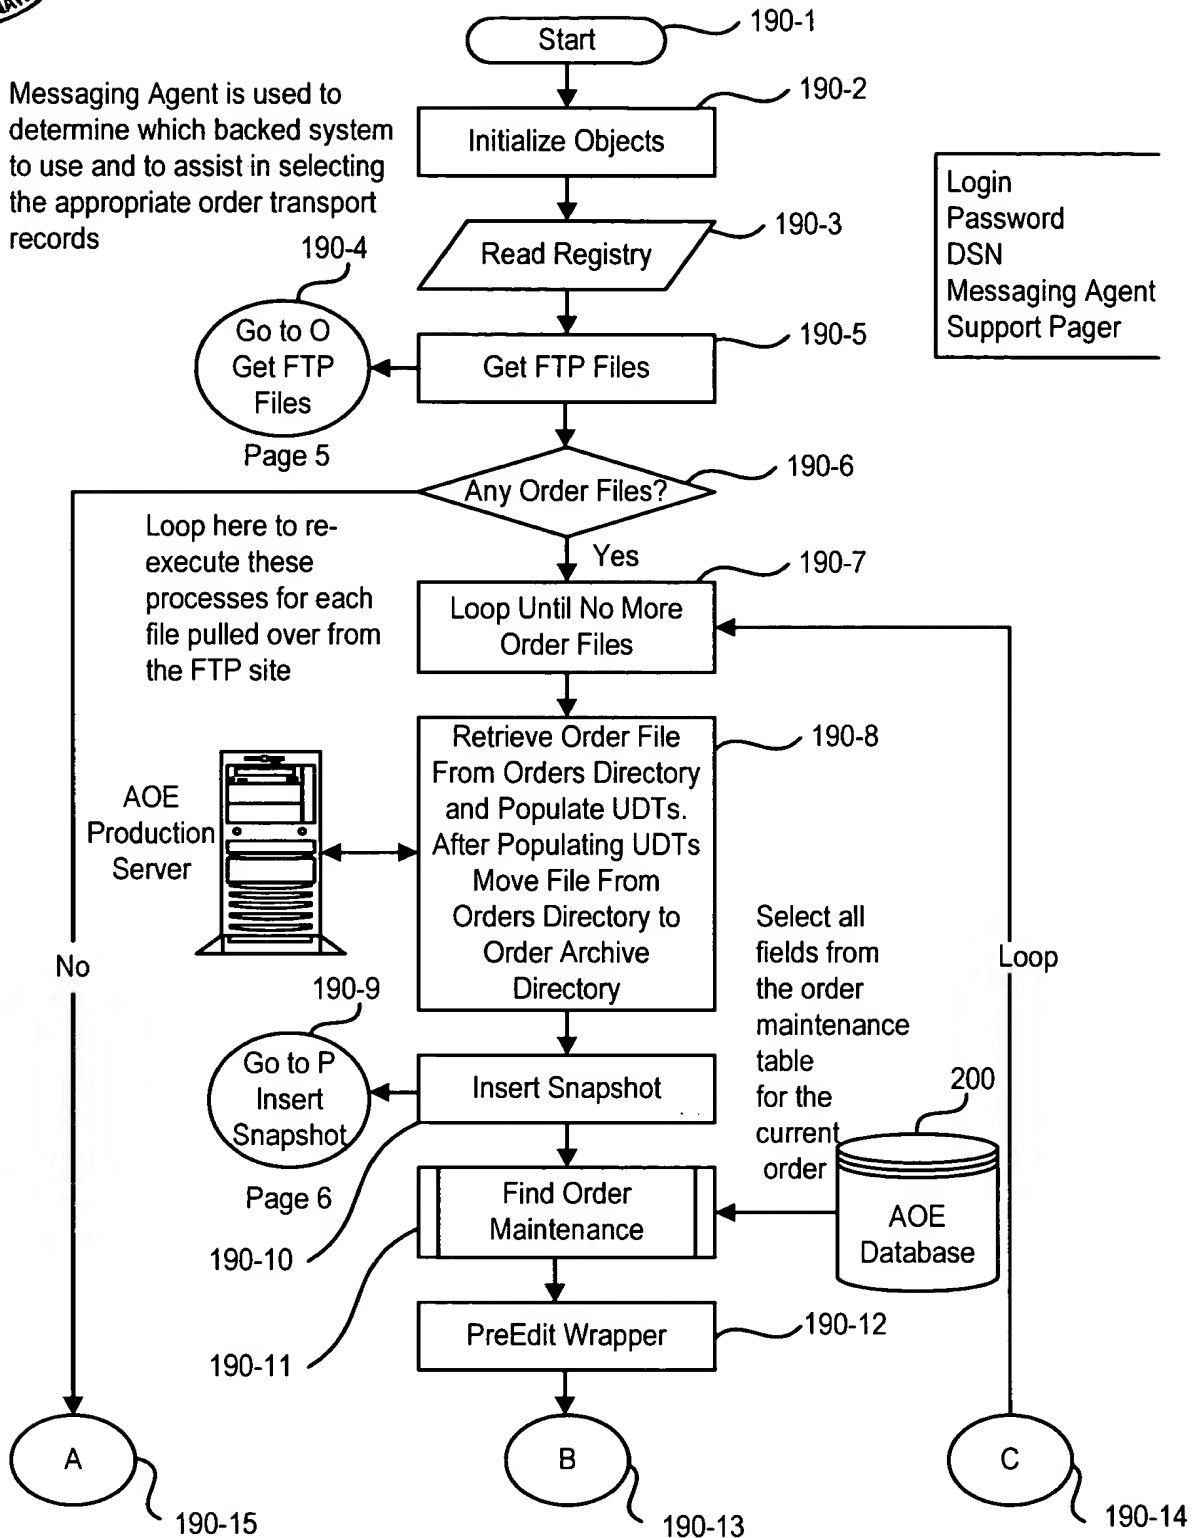 Start
190-1
Messaging Agent is used to
determine which backed system
to use and to assist in selecting
the appropriate order transport
records
190-2
Initialize Objects
Login
Password
DSN
Messaging Agent
Support Pager
190-3
Read Registry
190-4
Go to O
Get FTP
Files
Page 5
190-5
Get FTP Files
190-6
Any Order Files?
Yes
Loop here to re-
execute these
processes for each
file pulled over from
the FTP site
190-7
Loop Until No More
Order Files
190-8
Retrieve Order File
From Orders Directory
and Populate UDTs.
After Populating UDTs
Move File From
Orders Directory to
Order Archive
Directory
AOE
Production
Server
No
Loop
Select all
fields from
the order
maintenance
table
for the
current
order
190-9
Go to P
Insert
Snapshot
Page 6
Insert Snapshot
190-10
200
AOE
Database
Find Order
Maintenance
190-11
PreEdit Wrapper
190-12
A
190-15
B
190-13
C
190-14